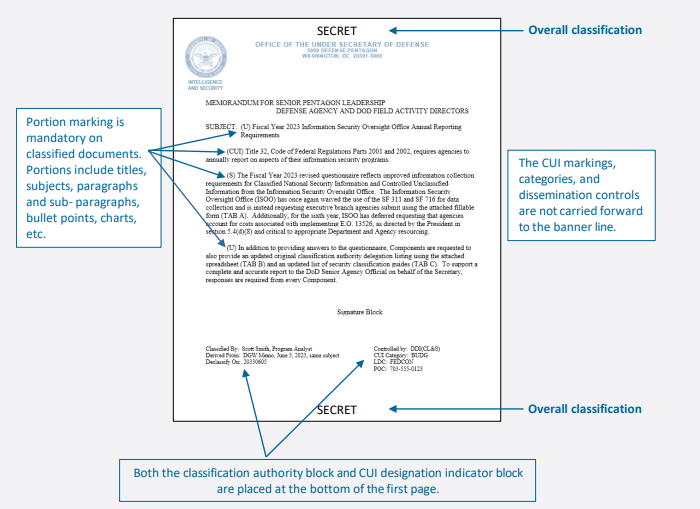 SECRET
Overall classification
OFFICE OF THE UNDER SECRETARY OF DEFENSE
5000 DEFENSE PENTAGON
WASHINGTON, DC 20301-5000
INTELLIGENCE
AND SECURITY
MEMORANDUM FOR SENIOR PENTAGON LEADERSHIP
DEFENSE AGENCY AND DOD FIELD ACTIVITY DIRECTORS
SUBJECT: (U) Fiscal Year 2023 Information Security Oversight Office Annual Reporting
Requirements
(CUI) Title 32, Code of Federal Regulations Parts 2001 and 2002, requires agencies to
annually report on aspects of their information security programs.
(S) The Fiscal Year 2023 revised questionnaire reflects improved information collection
requirements for Classified National Security Information and Controlled Unclassified
Information from the Information Security Oversight Office. The Information Security
Oversight Office (ISOO) has once again waived the use of the SF 311 and SF 716 for data
collection and is instead requesting executive branch agencies submit using the attached fillable
form (TAB A). Additionally, for the sixth year, ISOO has deferred requesting that agencies
account for costs associated with implementing E.O. 13526, as directed by the President in
section 5.4(d)(8) and critical to appropriate Department and Agency resourcing.
(U) In addition to providing answers to the questionnaire, Components are requested to
also provide an updated original classification authority delegation listing using the attached
spreadsheet (TAB B) and an updated list of security classification guides (TAB C). To support a
complete and accurate report to the DoD Senior Agency Official on behalf of the Secretary,
responses are required from every Component.
Signature Block
Classified By: Scott Smith, Program Analyst
Derived From: DGW Memo, June 5, 2023, same subject
Declassify On: 20330605
Controlled by: DDI(CL&S)
CUI Category: BUDG
LDC: FEDCON
POC: 703-555-0123
SECRET
Overall classification
Portion marking is
mandatory on
classified documents.
Portions include titles,
subjects, paragraphs
and sub- paragraphs,
bullet points, charts,
etc.
The CUI markings,
categories, and
dissemination controls
are not carried forward
to the banner line.
Both the classification authority block and CUI designation indicator block
are placed at the bottom of the first page.